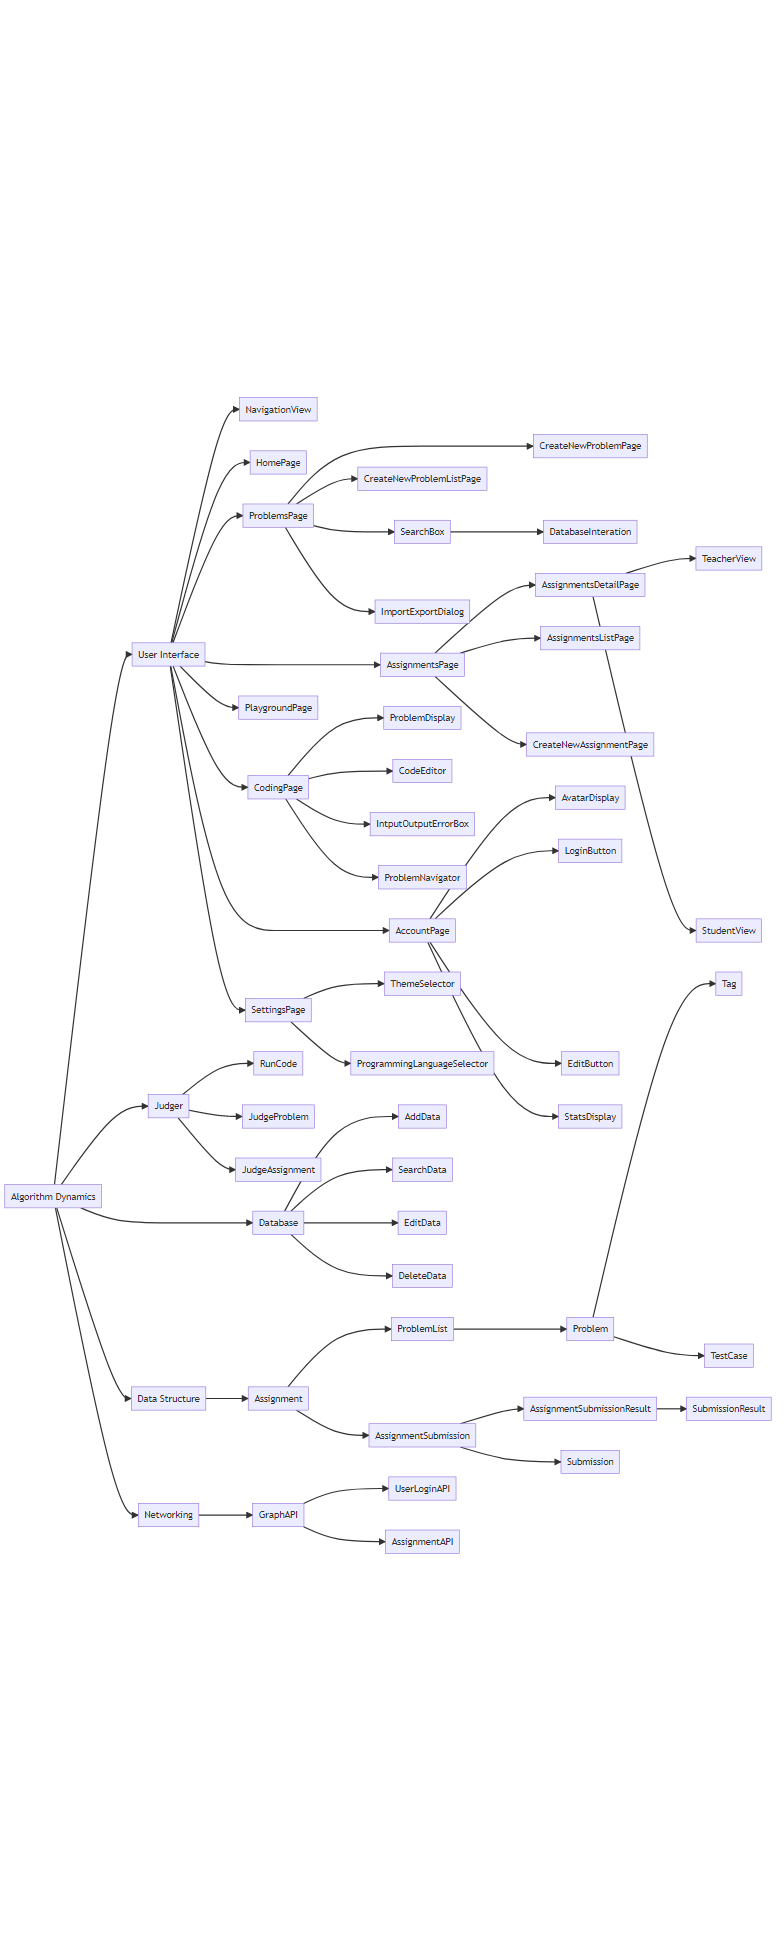 NavigationView
CreateNewProblemPage
HomePage
CreateNewProblemListPage
ProblemsPage
SearchBox
DatabaseInteration
TeacherView
AssignmentsDetailPage
ImportExportDialog
AssignmentsListPage
User Interface
AssignmentsPage
PlaygroundPage
ProblemDisplay
CreateNewAssignmentPage
CodeEditor
CodingPage
AvatarDisplay
IntputOutputErrorBox
LoginButton
ProblemNavigator
AccountPage
StudentView
ThemeSelector
Tag
SettingsPage
RunCode
ProgrammingLanguageSelector
EditButton
Judger
JudgeProblem
AddData
StatsDisplay
JudgeAssignment
SearchData
Algorithm Dynamics
Database
EditData
DeleteData
ProblemList
Problem
TestCase
Data Structure
Assignment
AssignmentSubmissionResult
SubmissionResult
AssignmentSubmission
Submission
UserLoginAPI
Networking
GraphAPI
AssignmentAPI